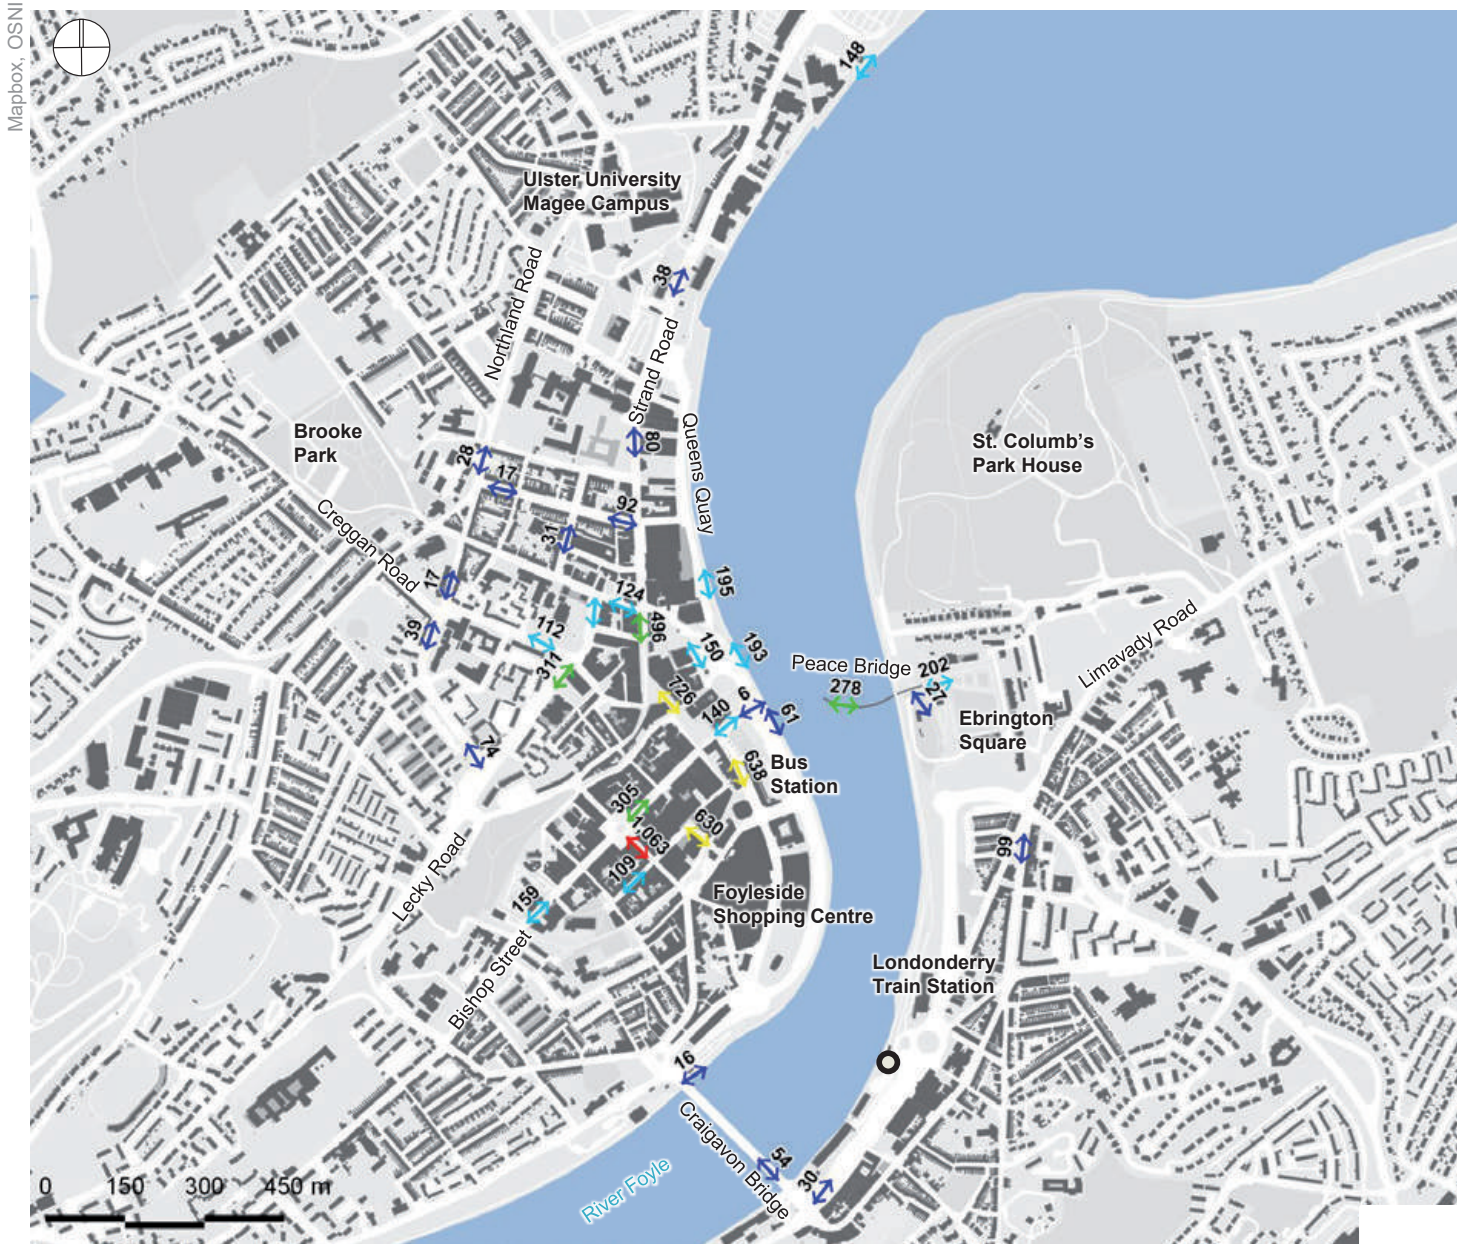 Mapbox, OSNI
148
Ulster University
Magee Campus
38
Northland Road
Strand Road
80
Queens Quay
Brooke
Park
St. Columb's
Park House
28
17
92
31
Creggan Road
17
195
124
496
39
112
311
150
193
Peace Bridge
202
27
278
Limavady Road
726
140
6
61
Ebrington
Square
74
638
Bus
Station
305
1,063
630
109
99
Lecky Road
159
Foyleside
Shopping Centre
Bishop Street
Londonderry
Train Station
16
Craigavon Bridge
54
30
River Foyle
0 150 300 450 m